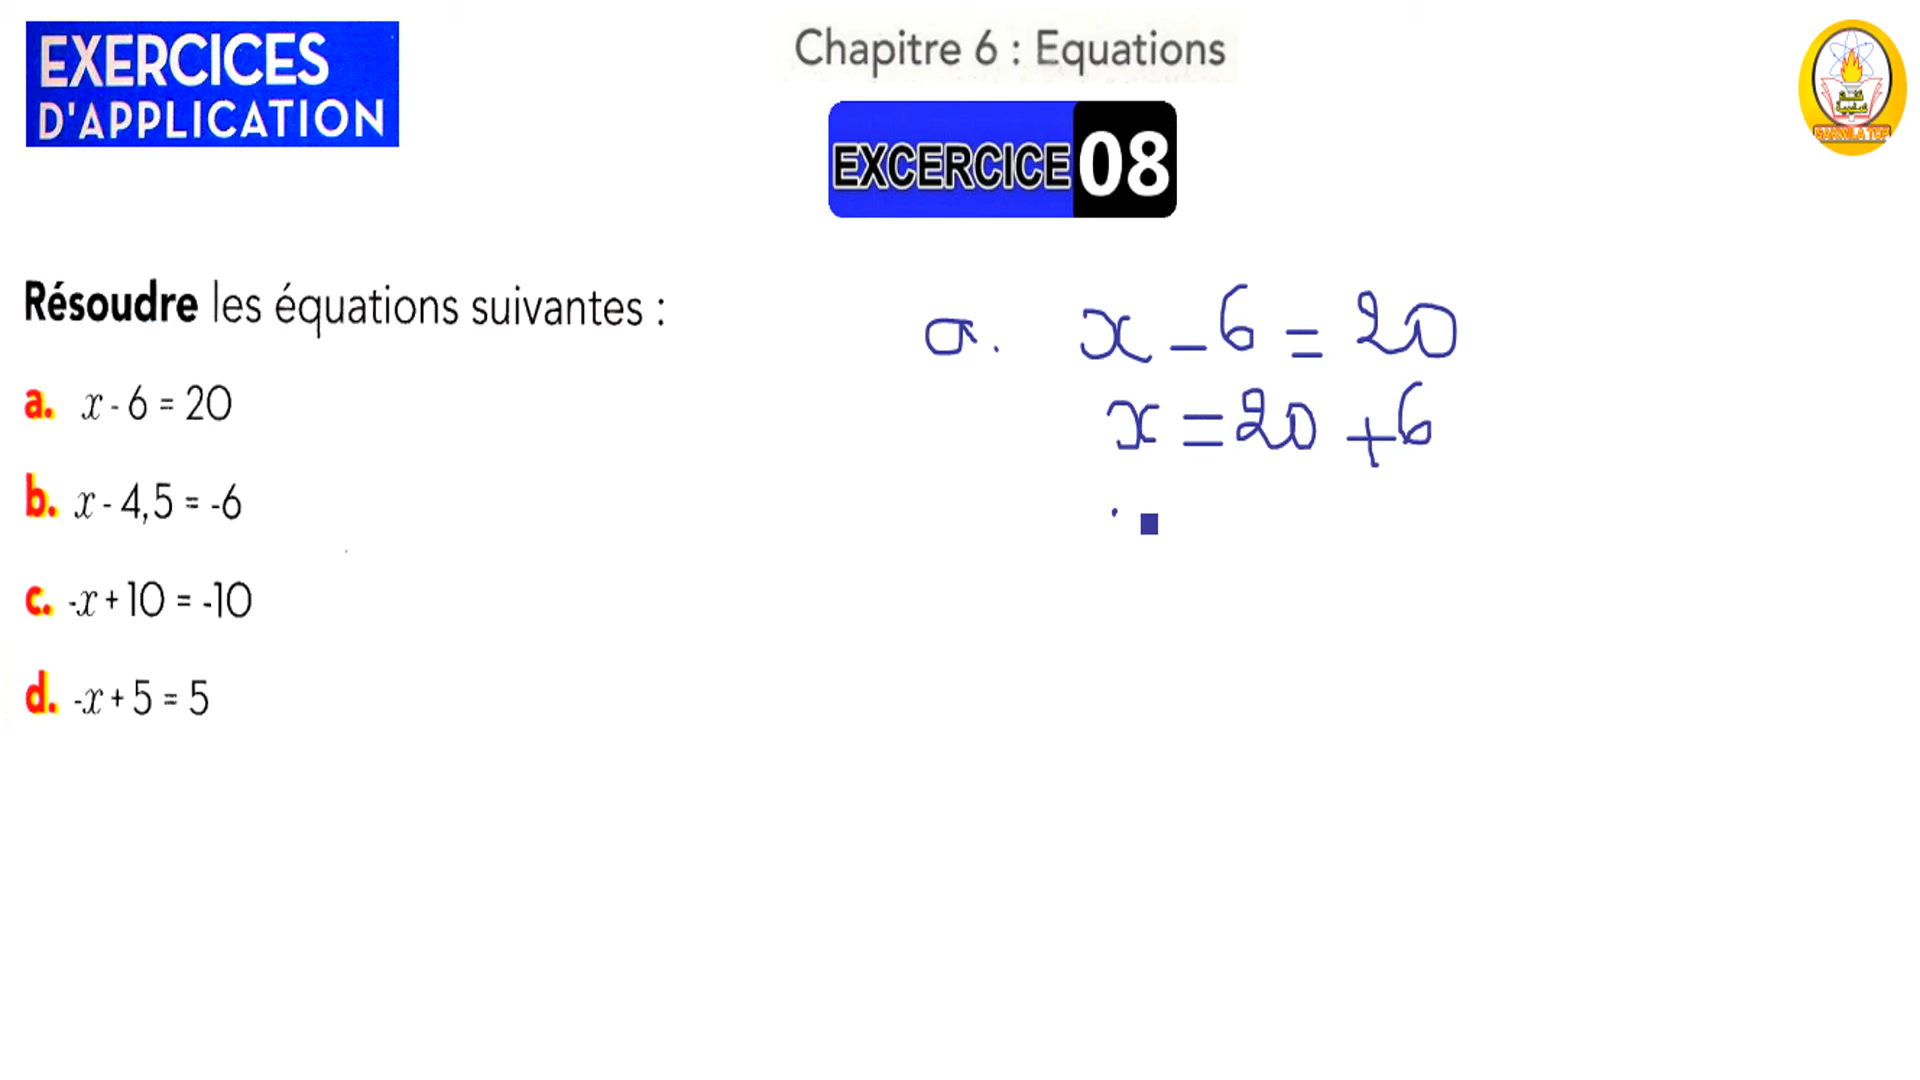 EXERCICES
D'APPLICATION
Chapitre 6 : Equations
EXCERCICE 08
Résoudre les équations suivantes :
a. x - 6 = 20
b. x - 4,5 = -6
c. -x + 10 = -10
d. -x + 5 = 5
a. x - 6 = 20
x = 20 + 6